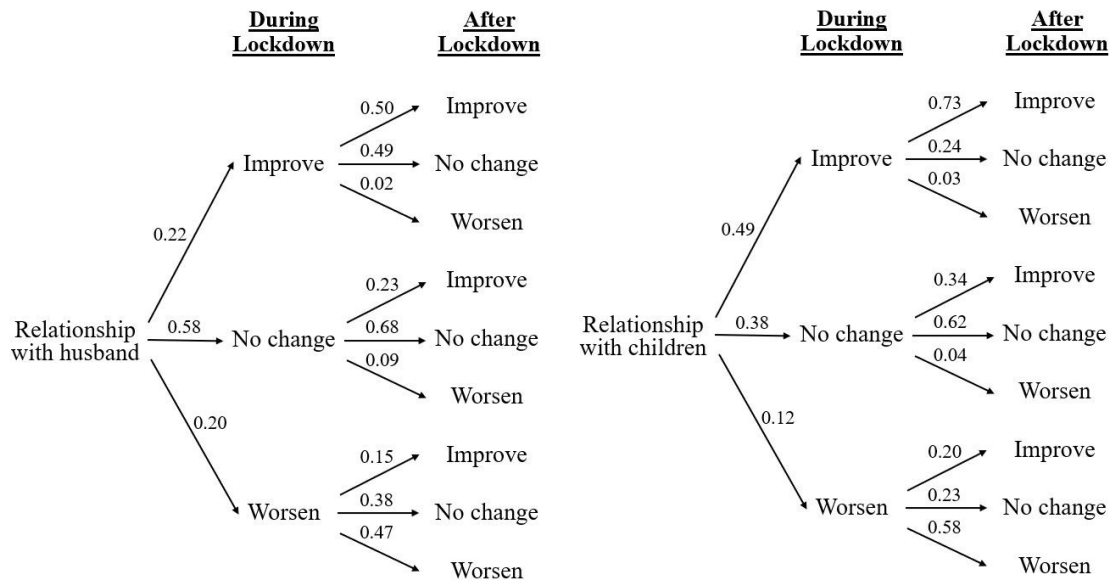 During
Lockdown
After
Lockdown
Relationship
with husband
0.22
0.58
0.20
Improve
0.50
0.49
0.02
Improve
No change
Worsen
No change
0.23
0.68
0.09
Improve
No change
Worsen
Worsen
0.15
0.38
0.47
Improve
No change
Worsen
During
Lockdown
After
Lockdown
Relationship
with children
0.49
0.38
0.12
Improve
0.73
0.24
0.03
Improve
No change
Worsen
No change
0.34
0.62
0.04
Improve
No change
Worsen
Worsen
0.20
0.23
0.58
Improve
No change
Worsen